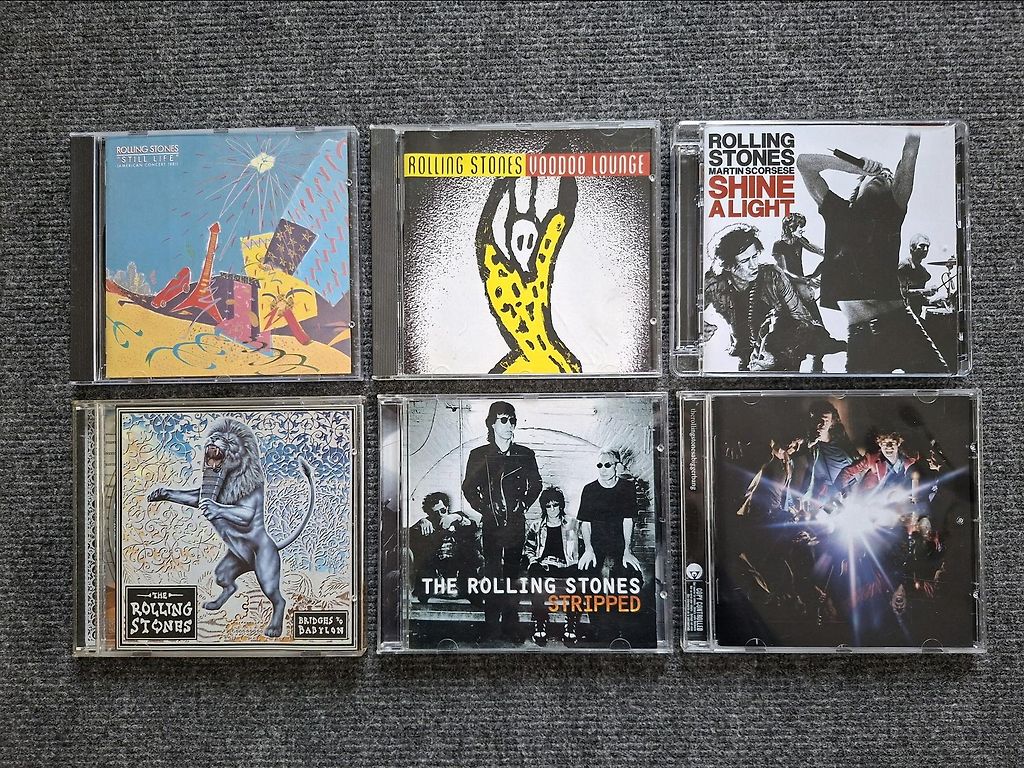 ROLLING STONES
"STILL LIFE"
(AMERICAN CONCERT 1981)
ROLLING STONES VOODOO LOUNGE
ROLLING
STONES
MARTIN SCORSESE
SHINE
A LIGHT
THE
ROLLING
STONES
BRIDGES TO
BABYLON
THE ROLLING STONES
STRIPPED
therollingstonesabiggerbang